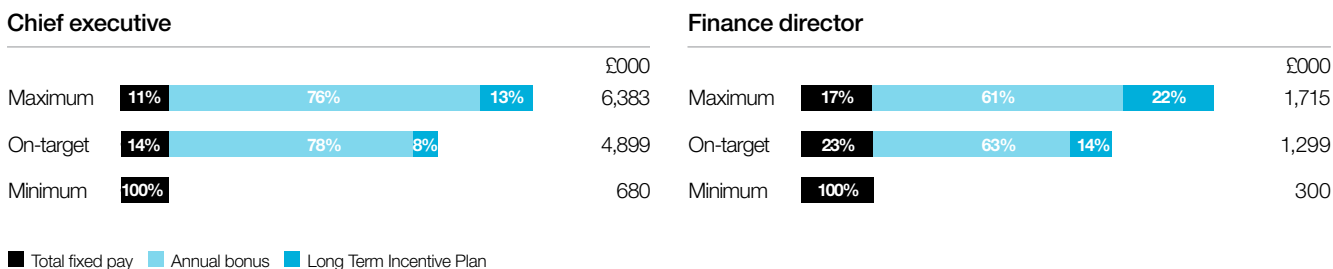 Chief executive
£000
Maximum 11% 76% 13% 6,383
On-target 14% 78% 8% 4,899
Minimum 100% 680
Finance director
£000
Maximum 17% 61% 22% 1,715
On-target 23% 63% 14% 1,299
Minimum 100% 300
Total fixed pay Annual bonus Long Term Incentive Plan